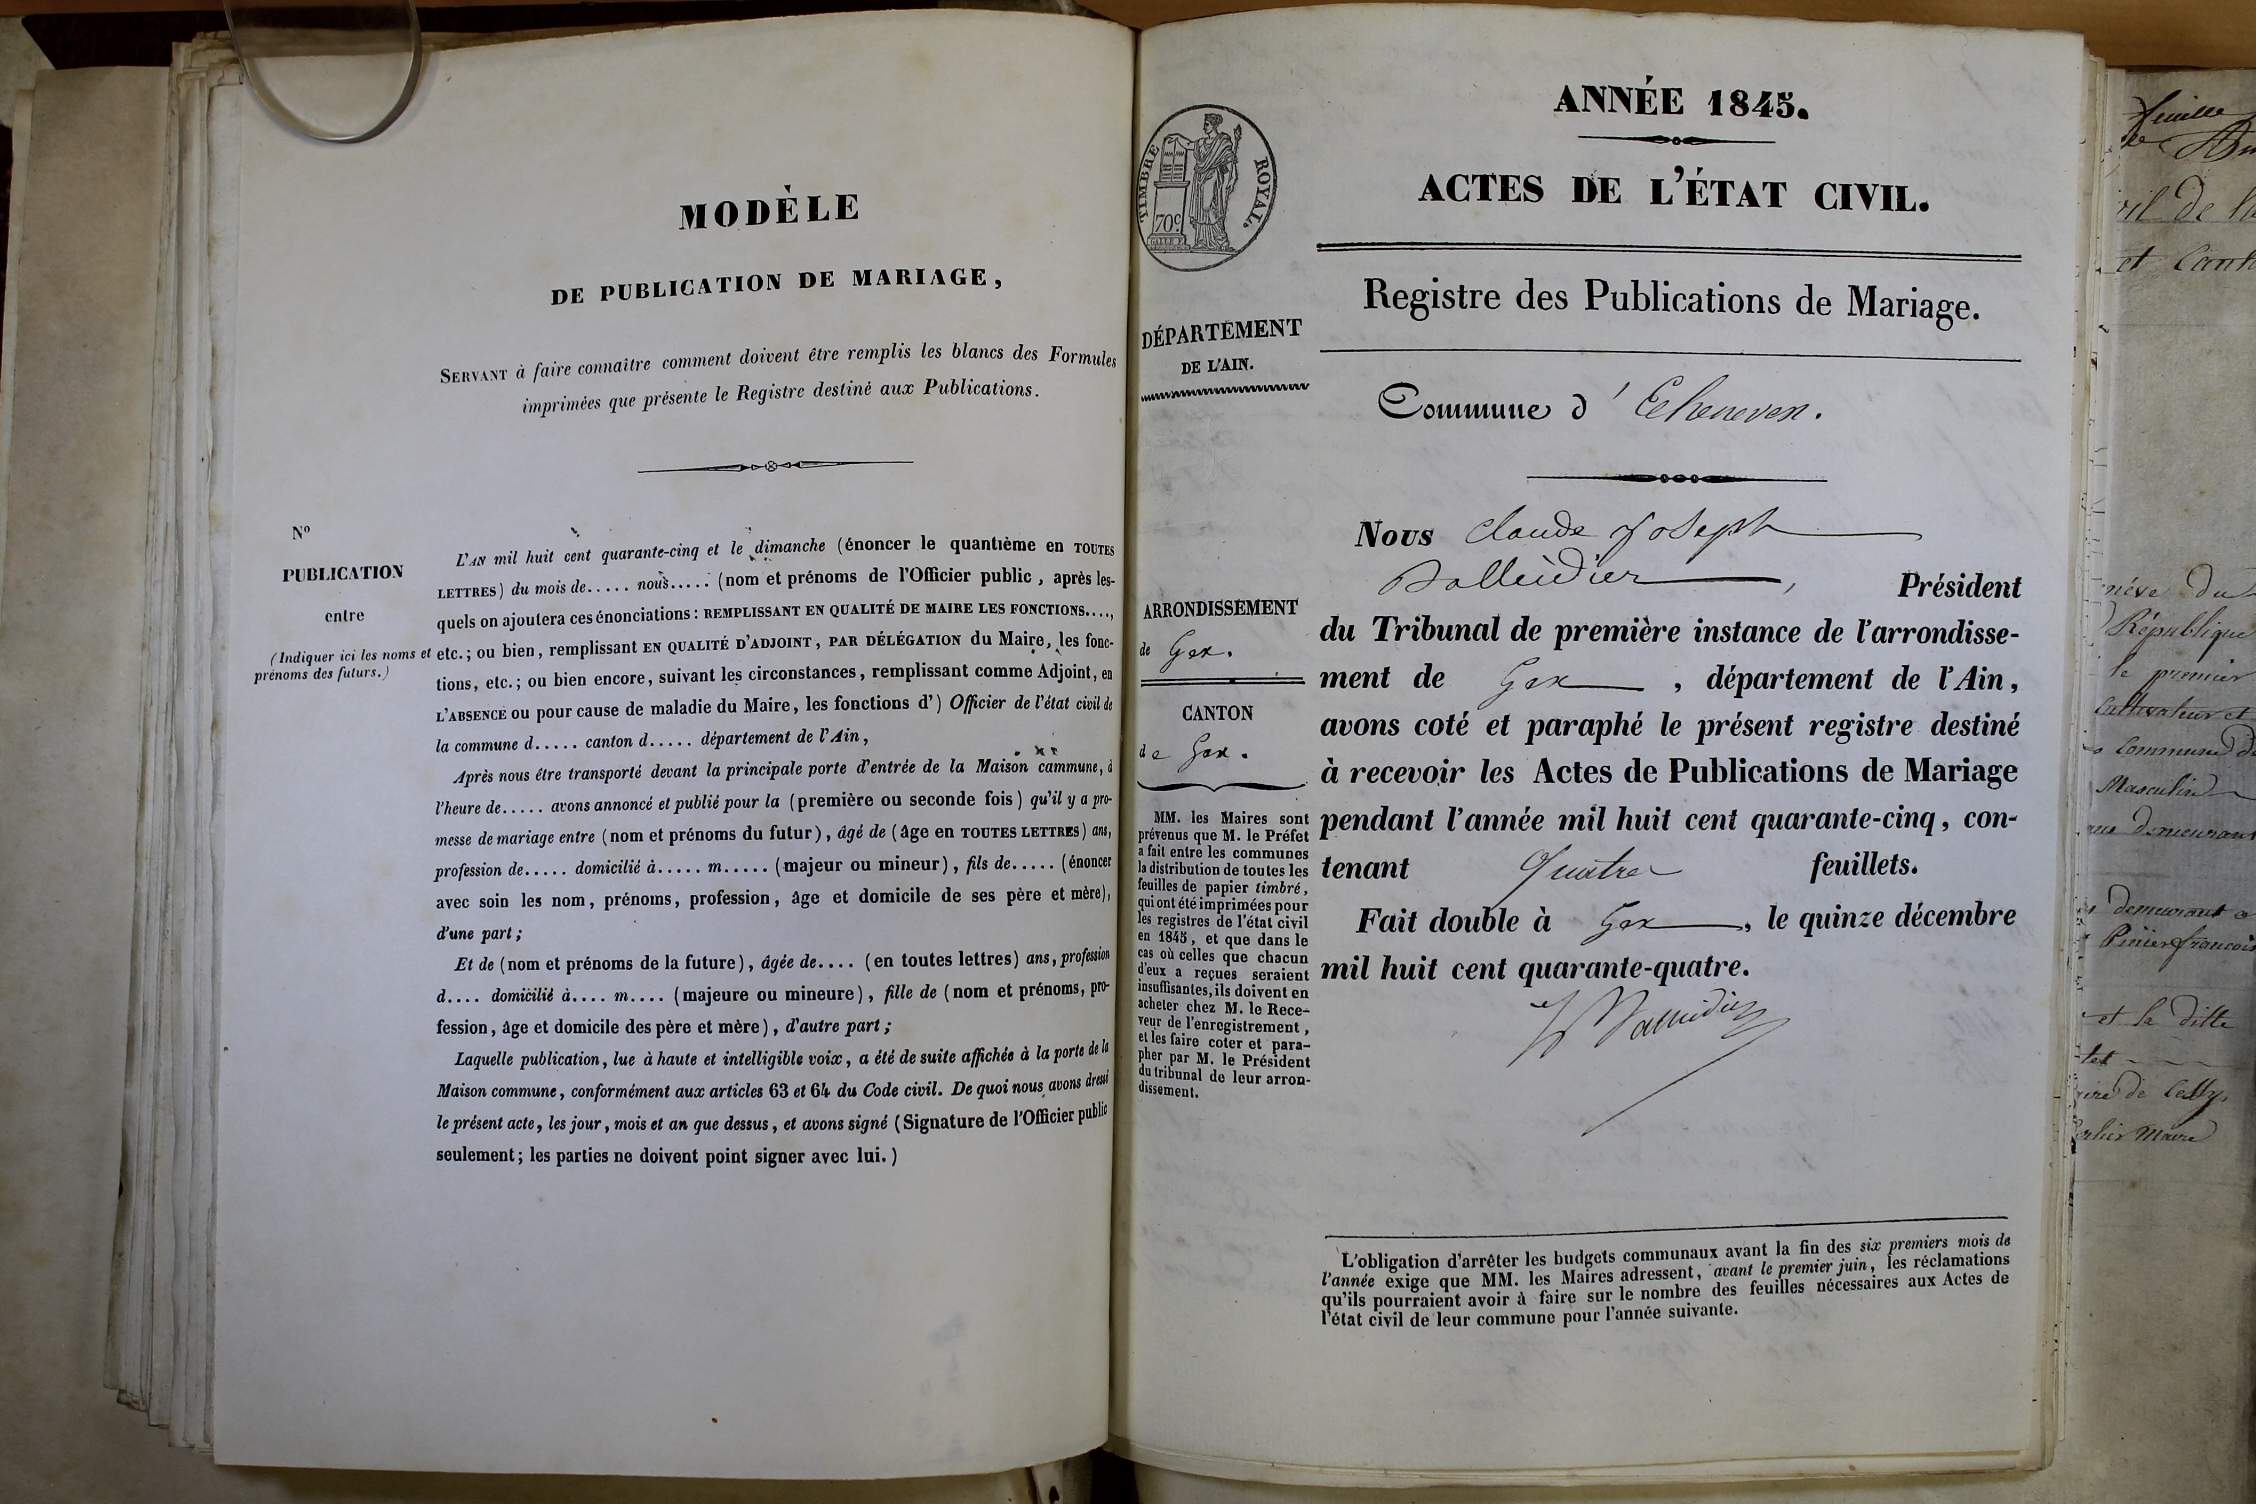 MODÈLE
DE PUBLICATION DE MARIAGE,
SERVANT à faire connaître comment doivent être remplis les blancs des Formules
imprimées que présente le Registre destiné aux Publications.
N°
PUBLICATION
entre
(Indiquer ici les noms et
prénoms des futurs.)
L'AN mil huit cent quarante-cinq et le dimanche (énoncer le quantième en TOUTES
LETTRES) du mois de..... nous..... (nom et prénoms de l'Officier public, après les-
quels on ajoutera ces énonciations: REMPLISSANT EN QUALITÉ DE MAIRE LES FONCTIONS....,
etc.; ou bien, remplissant EN QUALITÉ D'ADJOINT, PAR DÉLÉGATION du Maire, les fonc-
tions, etc.; ou bien encore, suivant les circonstances, remplissant comme Adjoint, en
L'ABSENCE ou pour cause de maladie du Maire, les fonctions d') Officier de l'état civil de
la commune d..... canton d..... département de l'Ain,
Après nous être transporté devant la principale porte d'entrée de la Maison cammune, à
l'heure de..... avons annoncé et publié pour la (première ou seconde fois) qu'il y a pro-
messe de mariage entre (nom et prénoms du futur), âgé de (âge en TOUTES LETTRES) ans,
profession de..... domicilié à..... m..... (majeur ou mineur), fils de..... (énoncer
avec soin les nom, prénoms, profession, âge et domicile de ses père et mère),
d'une part;
Et de (nom et prénoms de la future), âgée de.... (en toutes lettres) ans, profession
d.... domicilié à.... m.... (majeure ou mineure), fille de (nom et prénoms, pro-
fession, âge et domicile des père et mère), d'autre part;
Laquelle publication, lue à haute et intelligible voix, a été de suite affichée à la porte de la
Maison commune, conformément aux articles 63 et 64 du Code civil. De quoi nous avons dressé
le présent acte, les jour, mois et an que dessus, et avons signé (Signature de l'Officier public
seulement; les parties ne doivent point signer avec lui.)
TIMBRE ROYAL.
70 c.
DÉPARTEMENT
DE L'AIN.
ARRONDISSEMENT
de Gex.
CANTON
de Gex.
MM. les Maires sont
prévenus que M. le Préfet
a fait entre les communes
la distribution de toutes les
feuilles de papier timbré,
qui ont été imprimées pour
les registres de l'état civil
en 1845, et que dans le
cas où celles que chacun
d'eux a reçues seraient
insuffisantes, ils doivent en
acheter chez M. le Rece-
veur de l'enregistrement,
et les faire coter et para-
pher par M. le Président
du tribunal de leur arron-
dissement.
ANNÉE 1845.
ACTES DE L'ÉTAT CIVIL.
Registre des Publications de Mariage.
Commune d' Echenevex.
Nous Claude Joseph
Balleidier, Président
du Tribunal de première instance de l'arrondisse-
ment de Gex, département de l'Ain,
avons coté et paraphé le présent registre destiné
à recevoir les Actes de Publications de Mariage
pendant l'année mil huit cent quarante-cinq, con-
tenant Quatre feuillets.
Fait double à Gex, le quinze décembre
mil huit cent quarante-quatre.
L'obligation d'arrêter les budgets communaux avant la fin des six premiers mois de
l'année exige que MM. les Maires adressent, avant le premier juin, les réclamations
qu'ils pourraient avoir à faire sur le nombre des feuilles nécessaires aux Actes de
l'état civil de leur commune pour l'année suivante.
feuille
et
du
République
le premier
Cultivateur et
Commune de
Masculin
demeurant
demeurant a
françois
et la ditte
de Cessy
Maire